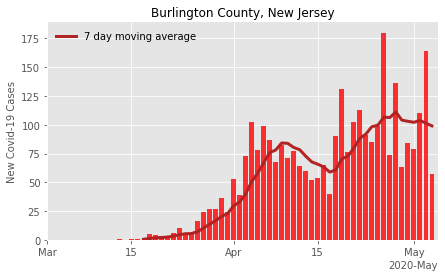 Burlington County, New Jersey
7 day moving average
New Covid-19 Cases
175
150
125
100
75
50
25
0
Mar
15
Apr
15
May
2020-May